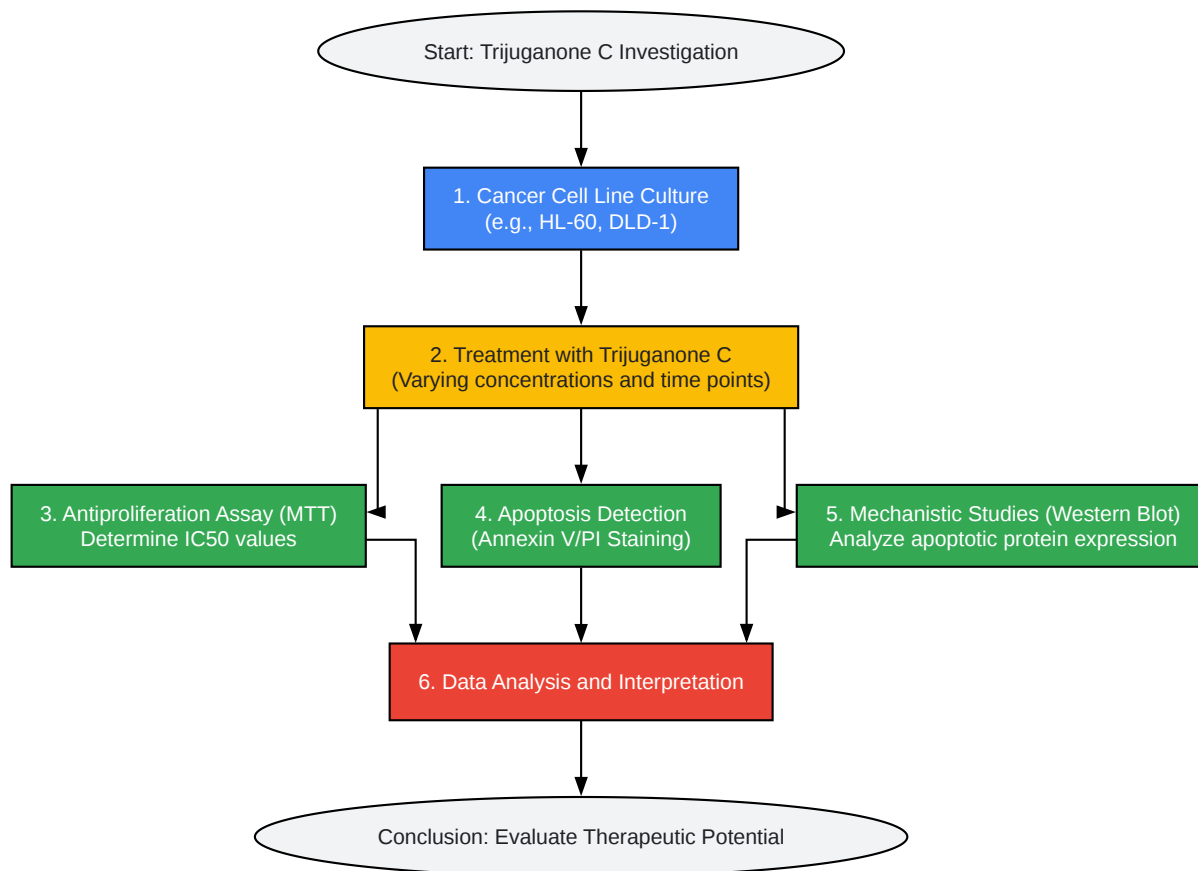 Start: Trijuganone C Investigation
1. Cancer Cell Line Culture
(e.g., HL-60, DLD-1)
2. Treatment with Trijuganone C
(Varying concentrations and time points)
3. Antiproliferation Assay (MTT)
Determine IC50 values
4. Apoptosis Detection
(Annexin V/PI Staining)
5. Mechanistic Studies (Western Blot)
Analyze apoptotic protein expression
6. Data Analysis and Interpretation
Conclusion: Evaluate Therapeutic Potential